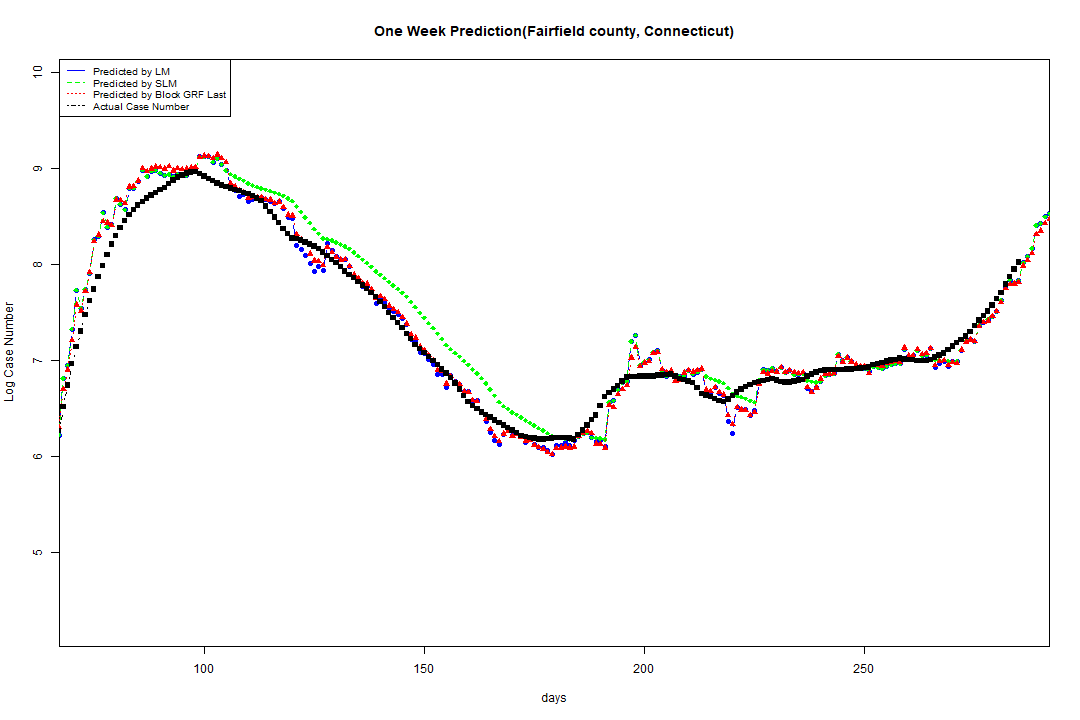 One Week Prediction(Fairfield county, Connecticut)
Predicted by LM
Predicted by SLM
Predicted by Block GRF Last
Actual Case Number
10
9
8
7
6
5
Log Case Number
100 150 200 250
days